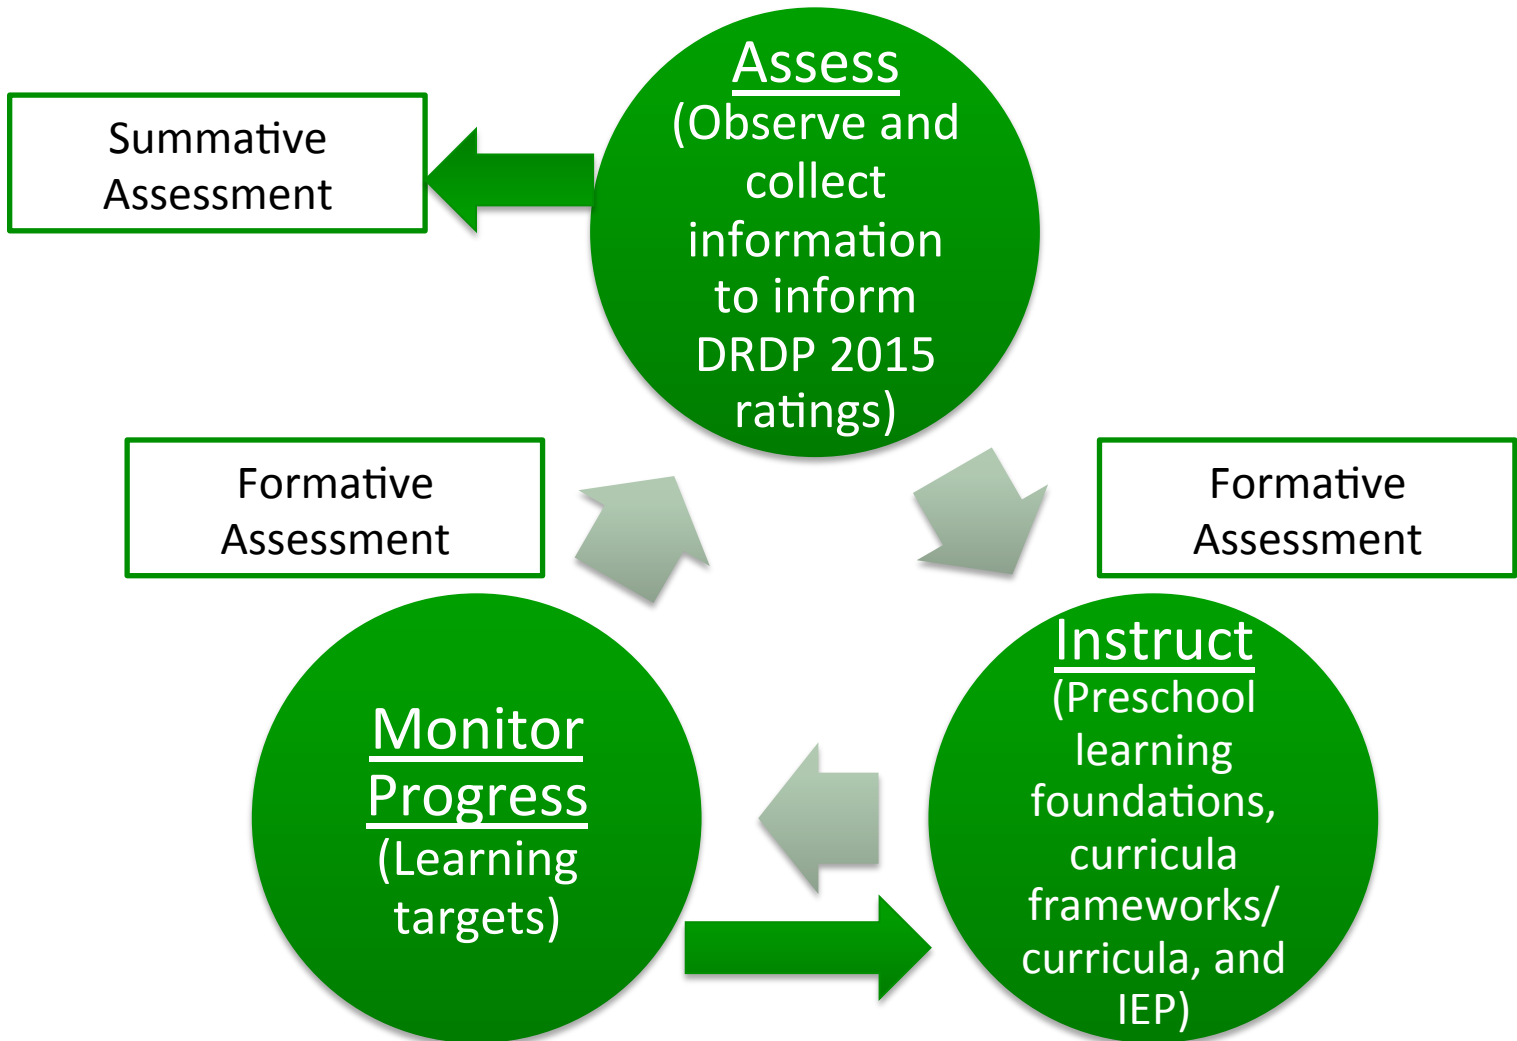 Assess
(Observe and
collect
information
to inform
DRDP 2015
ratings)
Summative
Assessment
Formative
Assessment
Formative
Assessment
Monitor
Progress
(Learning
targets)
Instruct
(Preschool
learning
foundations,
curricula
frameworks/
curricula, and
IEP)